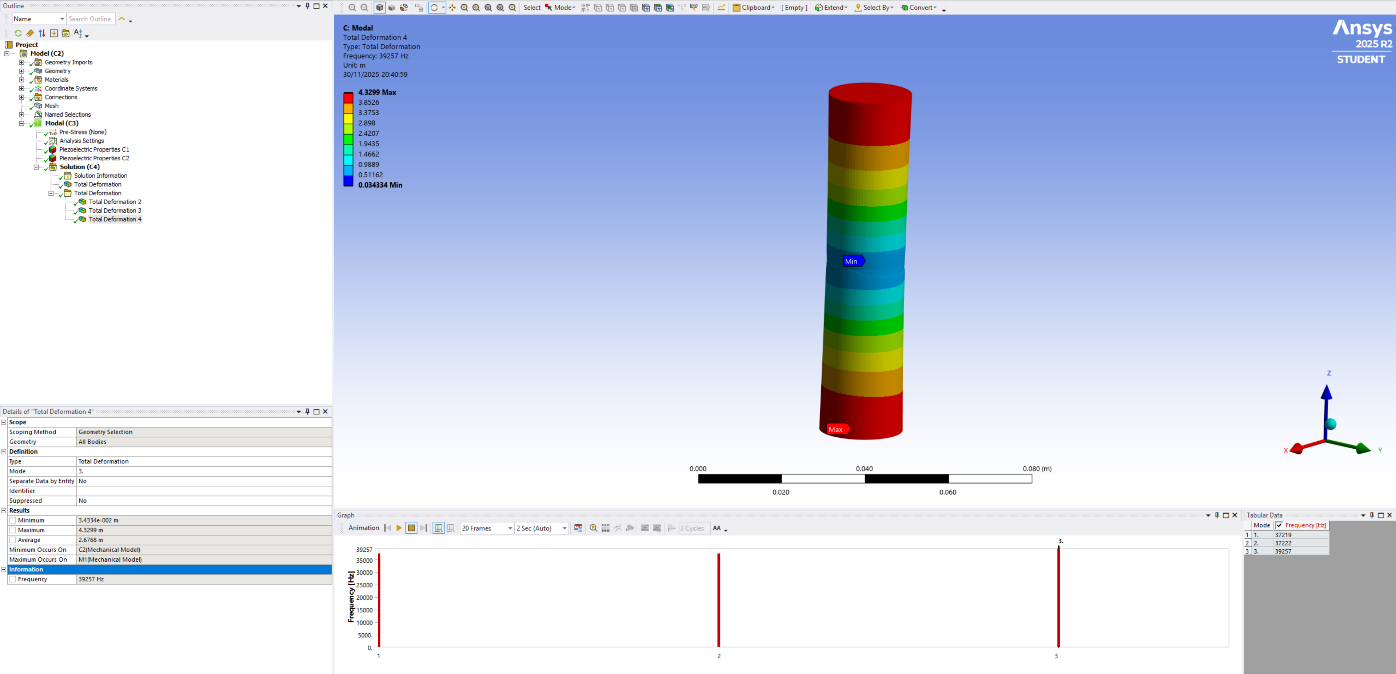 Outline
Name Search Outline
Project
Model (C2)
Geometry Imports
Geometry
Materials
Coordinate Systems
Connections
Mesh
Named Selections
Modal (C3)
Pre-Stress (None)
Analysis Settings
Piezoelectric Properties C1
Piezoelectric Properties C2
Solution (C4)
Solution Information
Total Deformation
Total Deformation
Total Deformation 2
Total Deformation 3
Total Deformation 4
Details of "Total Deformation 4"
Scope
Scoping Method Geometry Selection
Geometry All Bodies
Definition
Type Total Deformation
Mode 3.
Separate Data by Entity No
Identifier
Suppressed No
Results
Minimum 3.4334e-002 m
Maximum 4.3299 m
Average 2.6768 m
Minimum Occurs On C2(Mechanical Model)
Maximum Occurs On M1(Mechanical Model)
Information
Frequency 39257 Hz
Select Mode Clipboard [ Empty ] Extend Select By Convert
C: Modal
Total Deformation 4
Type: Total Deformation
Frequency: 39257 Hz
Unit: m
30/11/2025 20:40:59
4.3299 Max
3.8526
3.3753
2.898
2.4207
1.9435
1.4662
0.9889
0.51162
0.034334 Min
Ansys
2025 R2
STUDENT
Min
Max
Z
X
Y
0.000 0.040 0.080 (m)
0.020 0.060
Graph
Animation 20 Frames 2 Sec (Auto) 3 Cycles
3.
39257
35000
30000
25000
20000
15000
10000
5000.
0.
Frequency [Hz]
1 2 3
Tabular Data
Mode Frequency [Hz]
1 1. 37219
2 2. 37222
3 3. 39257